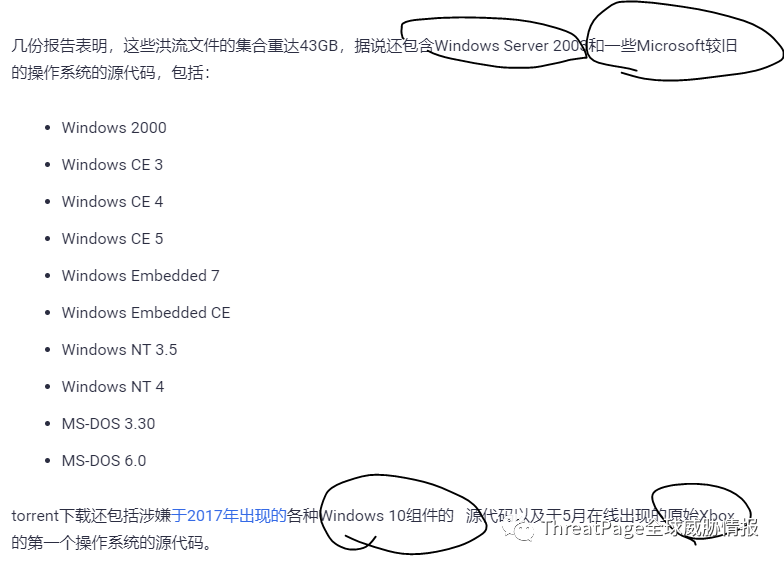 几份报告表明，这些洪流文件的集合重达43GB，据说还包含Windows Server 2003和一些Microsoft较旧
的操作系统的源代码，包括：
Windows 2000
Windows CE 3
Windows CE 4
Windows CE 5
Windows Embedded 7
Windows Embedded CE
Windows NT 3.5
Windows NT 4
MS-DOS 3.30
MS-DOS 6.0
torrent下载还包括涉嫌于2017年出现的各种Windows 10组件的 源代码以及于5月在线出现的原始Xbox
ThreatPage全球威胁情报
的第一个操作系统的源代码。